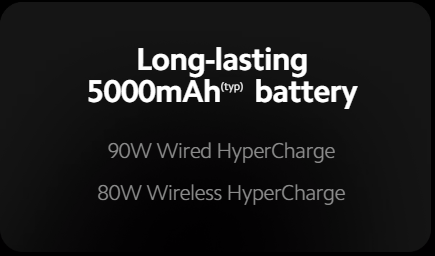 Long-lasting
5000mAh(typ) battery
90W Wired HyperCharge
80W Wireless HyperCharge